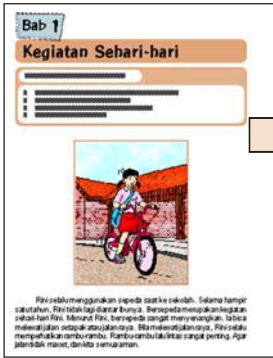 Bab 1
Kegiatan Sehari-hari
Rini selalu menggunakan sepeda saat ke sekolah. Selama hampir
satu tahun, Rini tidak lagi diantar ibunya. Bersepeda merupakan kegiatan
sehari-hari Rini. Menurut Rini, bersepeda sangat menyenangkan. Ia bisa
melewati jalan setapak atau jalan raya. Bila melewati jalan raya, Rini selalu
memperhatikan rambu-rambu. Rambu-rambu lalu lintas sangat penting. Agar
jalan tidak macet, dan kita semua aman.